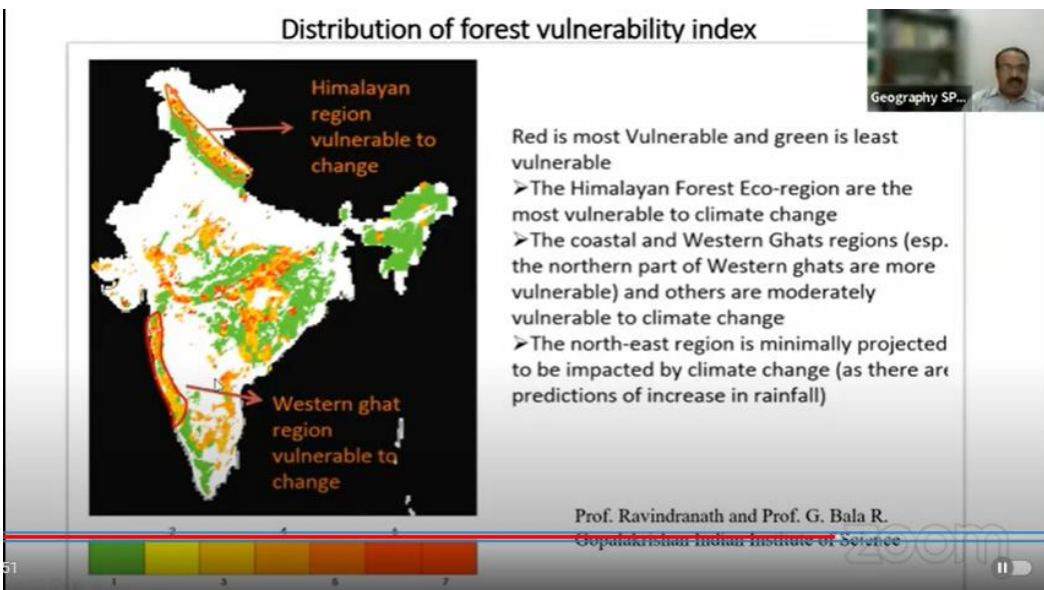 Distribution of forest vulnerability index
Geography SP...
Himalayan
region
vulnerable to
change
Western ghat
region
vulnerable to
change
Red is most Vulnerable and green is least
vulnerable
➢The Himalayan Forest Eco-region are the
most vulnerable to climate change
➢The coastal and Western Ghats regions (esp.
the northern part of Western ghats are more
vulnerable) and others are moderately
vulnerable to climate change
➢The north-east region is minimally projected
to be impacted by climate change (as there are
predictions of increase in rainfall)
Prof. Ravindranath and Prof. G. Bala R.
Gopalakrishan Indian Institute of Science
zoom
2 4 6
1 3 5 7
51